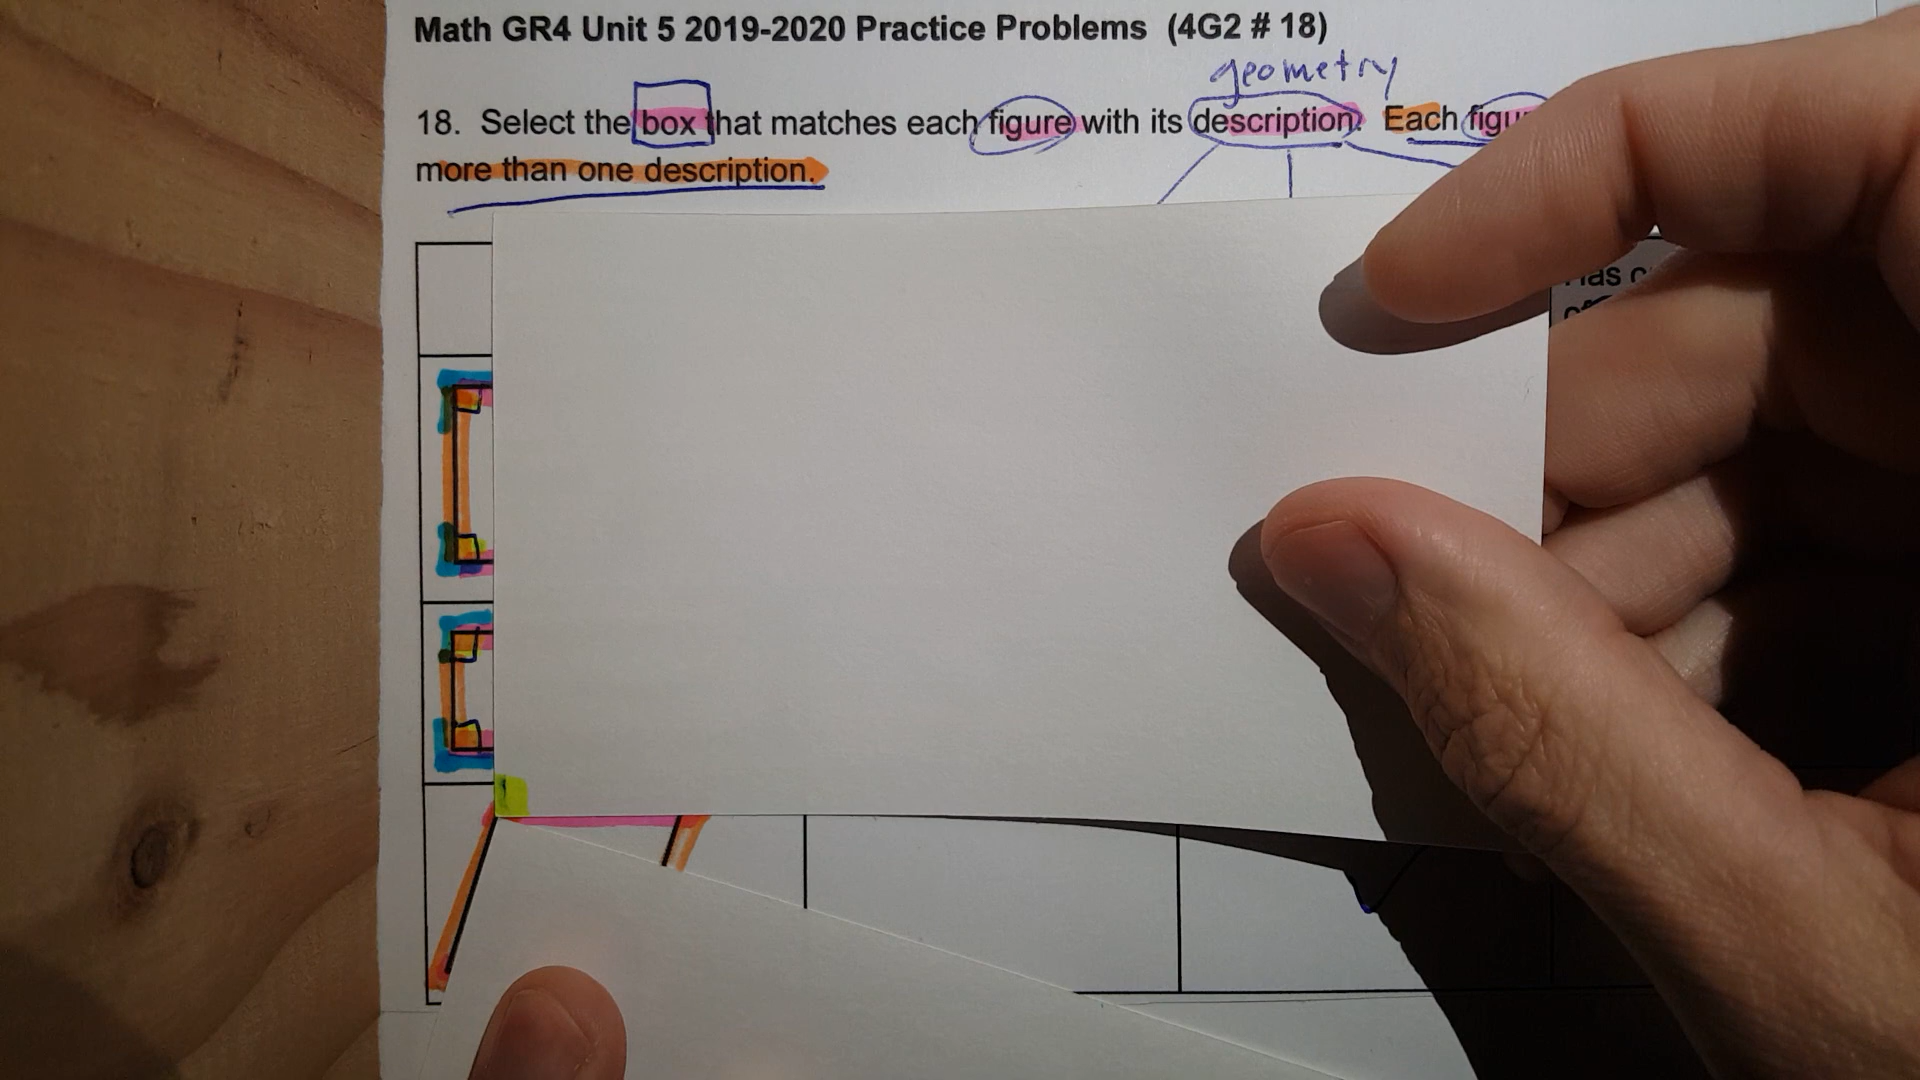 Math GR4 Unit 5 2019-2020 Practice Problems (4G2 # 18)
geometry
18. Select the box that matches each figure with its description. Each
more than one description.